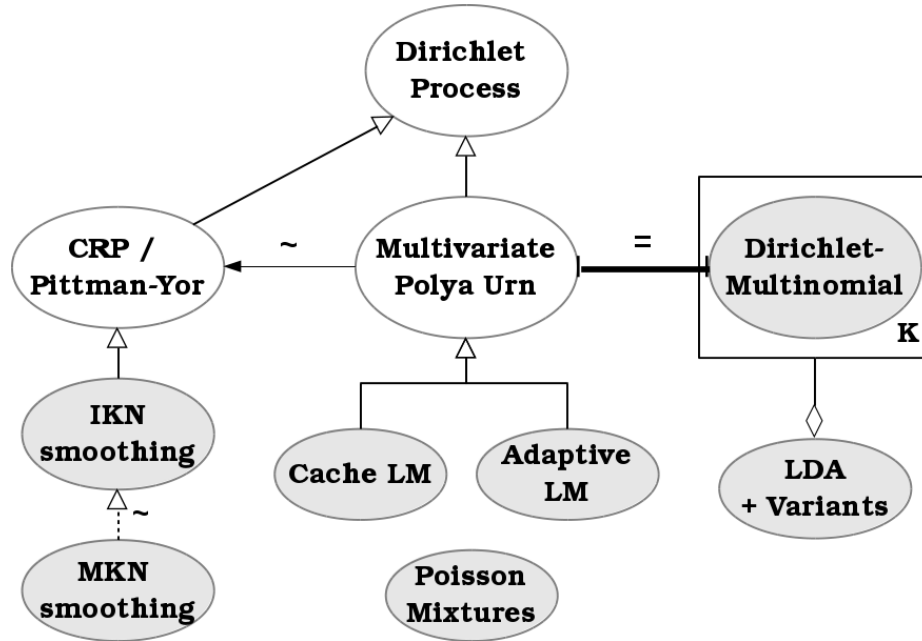 Dirichlet
Process
CRP /
Pittman-Yor
~
Multivariate
Polya Urn
=
Dirichlet-
Multinomial
K
IKN
smoothing
Cache LM
Adaptive
LM
LDA
+ Variants
~
MKN
smoothing
Poisson
Mixtures